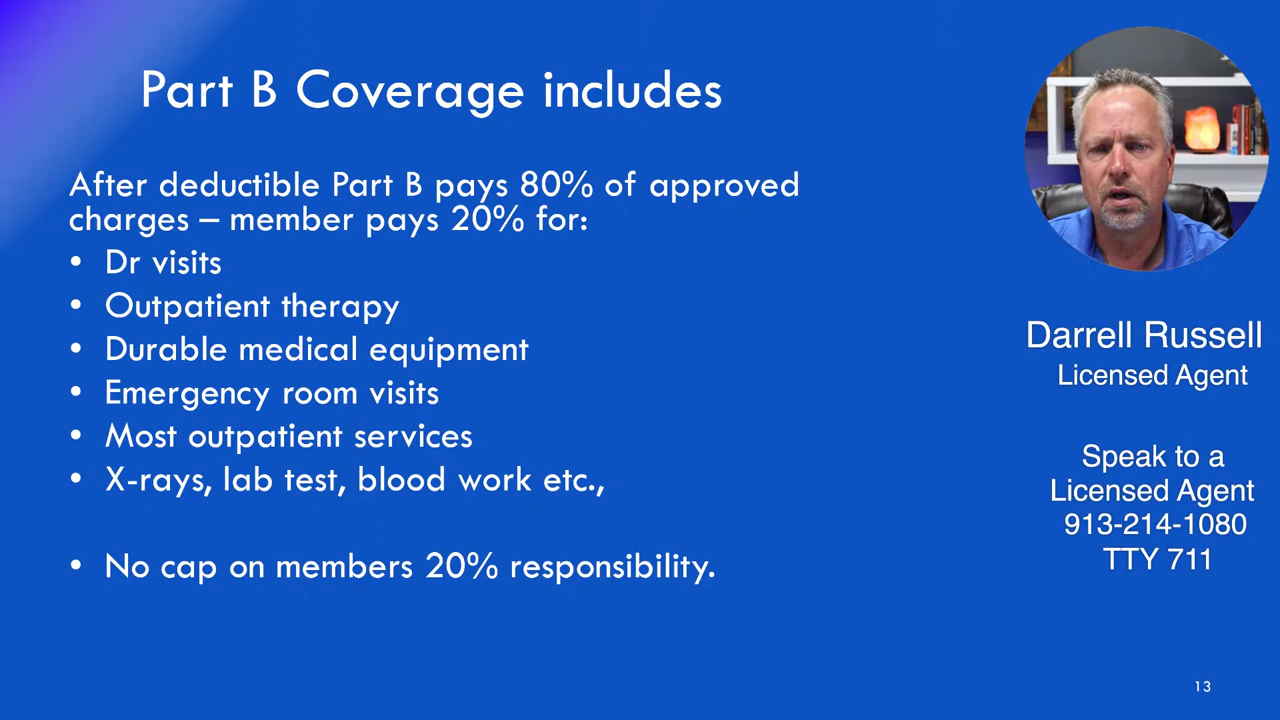 Part B Coverage includes
After deductible Part B pays 80% of approved
charges – member pays 20% for:
• Dr visits
• Outpatient therapy
• Durable medical equipment
• Emergency room visits
• Most outpatient services
• X-rays, lab test, blood work etc.,
• No cap on members 20% responsibility.
Darrell Russell
Licensed Agent
Speak to a
Licensed Agent
913-214-1080
TTY 711
13